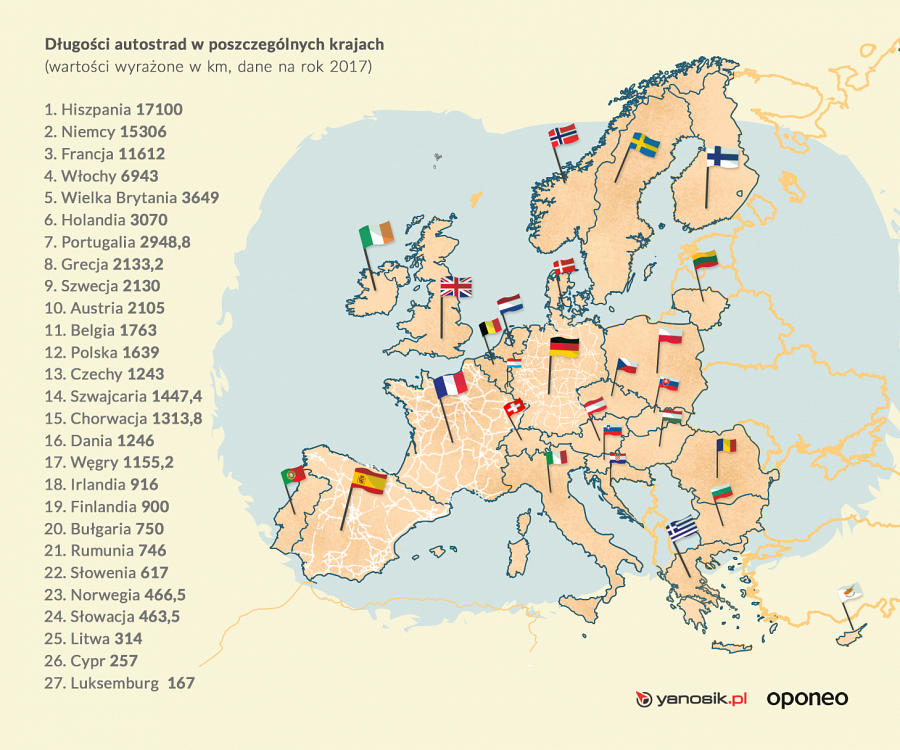 Długości autostrad w poszczególnych krajach
(wartości wyrażone w km, dane na rok 2017)
1. Hiszpania 17100
2. Niemcy 15306
3. Francja 11612
4. Włochy 6943
5. Wielka Brytania 3649
6. Holandia 3070
7. Portugalia 2948,8
8. Grecja 2133,2
9. Szwecja 2130
10. Austria 2105
11. Belgia 1763
12. Polska 1639
13. Czechy 1243
14. Szwajcaria 1447,4
15. Chorwacja 1313,8
16. Dania 1246
17. Węgry 1155,2
18. Irlandia 916
19. Finlandia 900
20. Bułgaria 750
21. Rumunia 746
22. Słowenia 617
23. Norwegia 466,5
24. Słowacja 463,5
25. Litwa 314
26. Cypr 257
27. Luksemburg 167
yanosik.pl oponeo